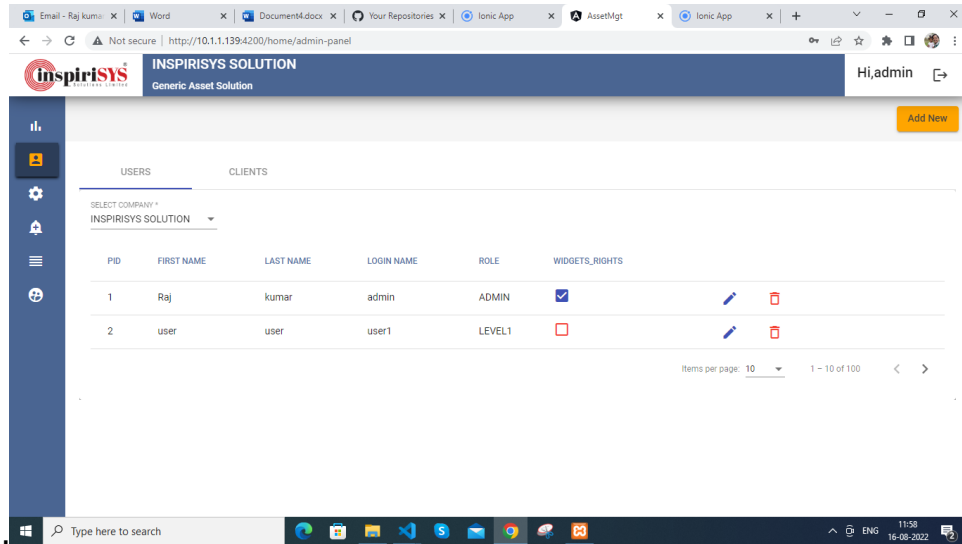 Email - Raj kumar
Word
Document4.docx
Your Repositories
Ionic App
AssetMgt
Ionic App
Not secure | http://10.1.1.139:4200/home/admin-panel
inspiriSYS
Solutions Limited
INSPIRISYS SOLUTION
Generic Asset Solution
Hi,admin
Add New
USERS CLIENTS
SELECT COMPANY *
INSPIRISYS SOLUTION
PID FIRST NAME LAST NAME LOGIN NAME ROLE WIDGETS_RIGHTS
1 Raj kumar admin ADMIN
2 user user user1 LEVEL1
Items per page: 10 1 – 10 of 100
Type here to search
ENG
11:58
16-08-2022
2